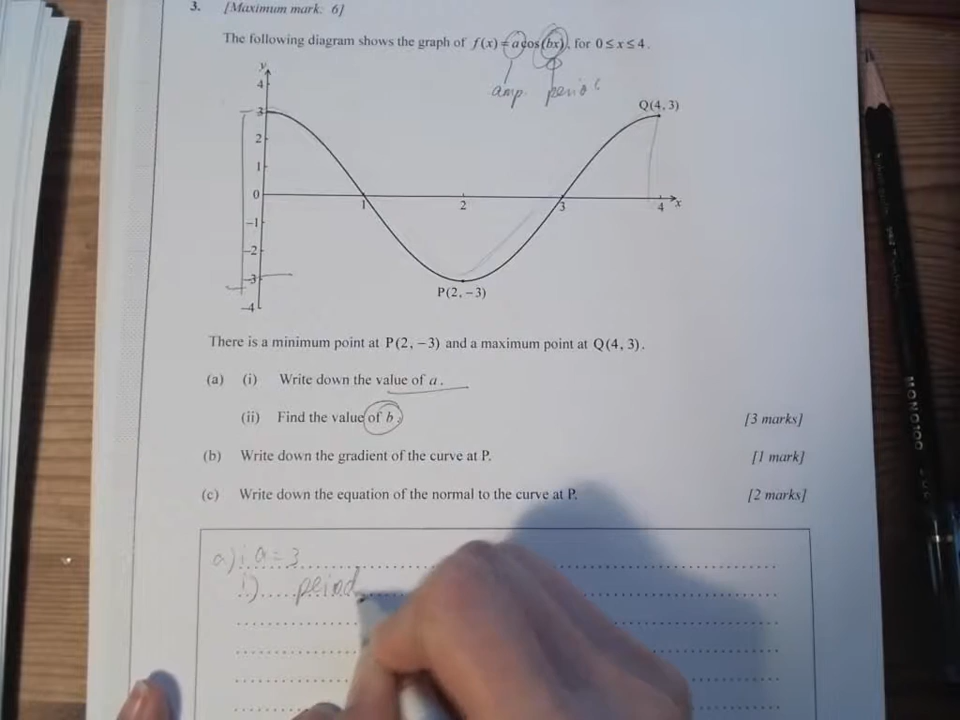 3. [Maximum mark: 6]
The following diagram shows the graph of f(x) = a cos(bx), for 0 ≤ x ≤ 4.
amp. period
y
4
3
2
1
0
−1
−2
−3
−4
1 2 3 4 x
Q(4, 3)
P(2, −3)
There is a minimum point at P(2, −3) and a maximum point at Q(4, 3).
(a) (i) Write down the value of a.
(ii) Find the value of b. [3 marks]
(b) Write down the gradient of the curve at P. [1 mark]
(c) Write down the equation of the normal to the curve at P. [2 marks]
a) i a = 3
i) period
MONO100